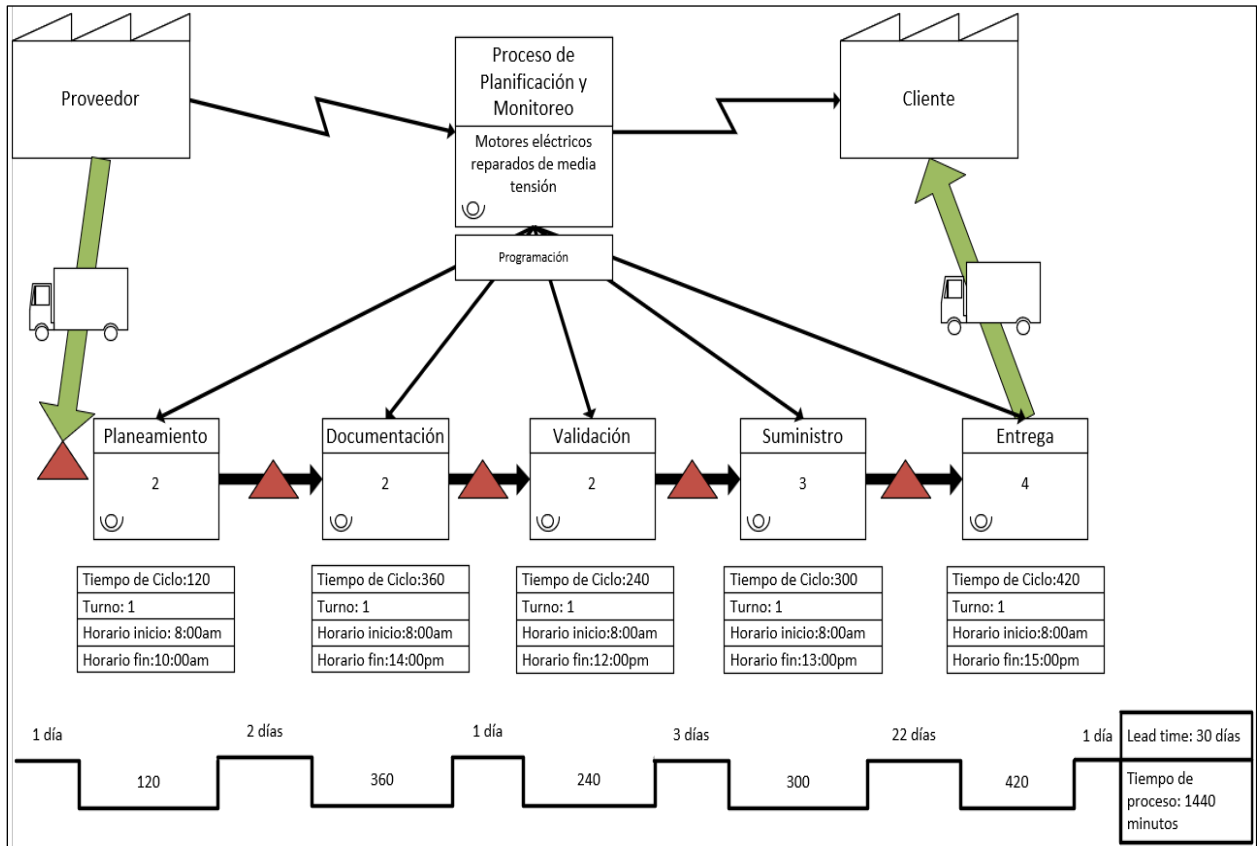 Proveedor
Proceso de
Planificación y
Monitoreo
Motores eléctricos
reparados de media
tensión
Programación
Cliente
Planeamiento
2
Documentación
2
Validación
2
Suministro
3
Entrega
4
Tiempo de Ciclo:120
Turno: 1
Horario inicio: 8:00am
Horario fin:10:00am
Tiempo de Ciclo:360
Turno: 1
Horario inicio:8:00am
Horario fin:14:00pm
Tiempo de Ciclo:240
Turno: 1
Horario inicio:8:00am
Horario fin:12:00pm
Tiempo de Ciclo:300
Turno: 1
Horario inicio:8:00am
Horario fin:13:00pm
Tiempo de Ciclo:420
Turno: 1
Horario inicio:8:00am
Horario fin:15:00pm
1 día
120
2 días
360
1 día
240
3 días
300
22 días
420
1 día
Lead time: 30 días
Tiempo de
proceso: 1440
minutos